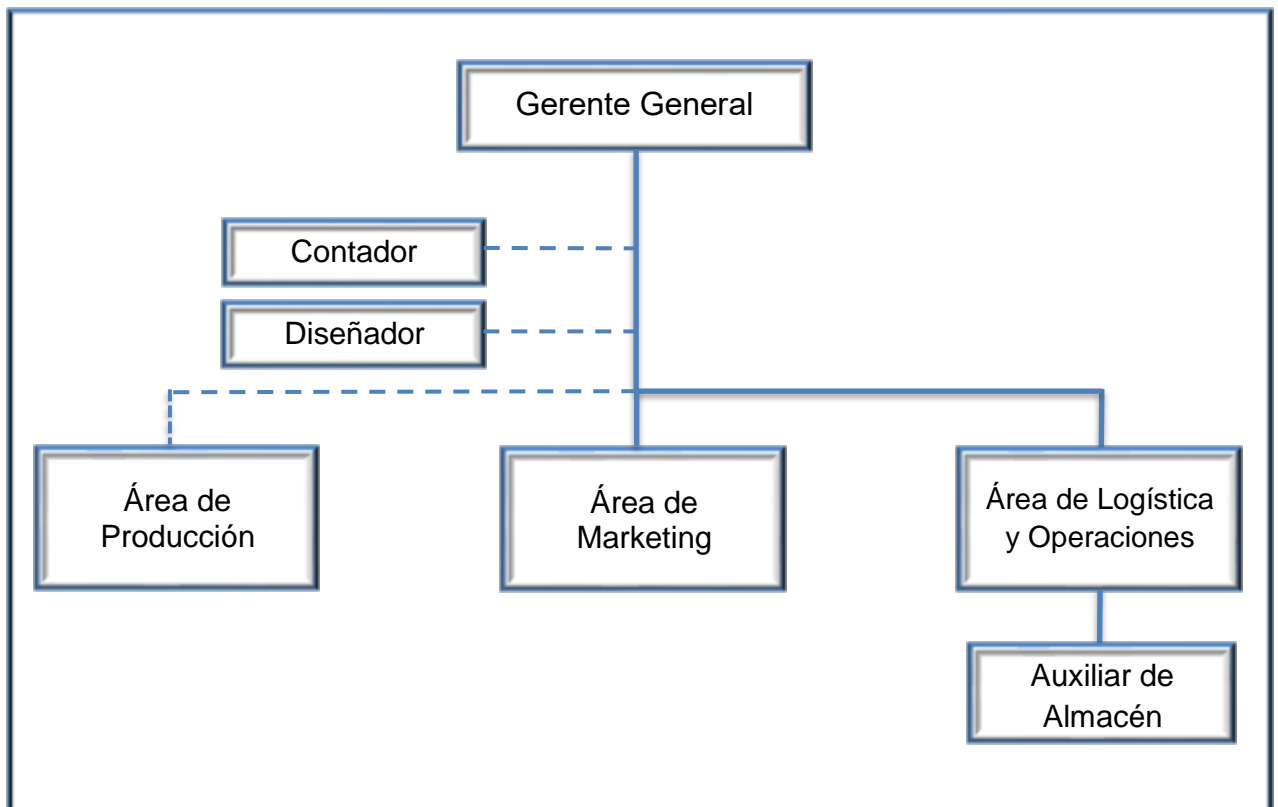 Gerente General
Contador
Diseñador
Área de
Producción
Área de
Marketing
Área de Logística
y Operaciones
Auxiliar de
Almacén